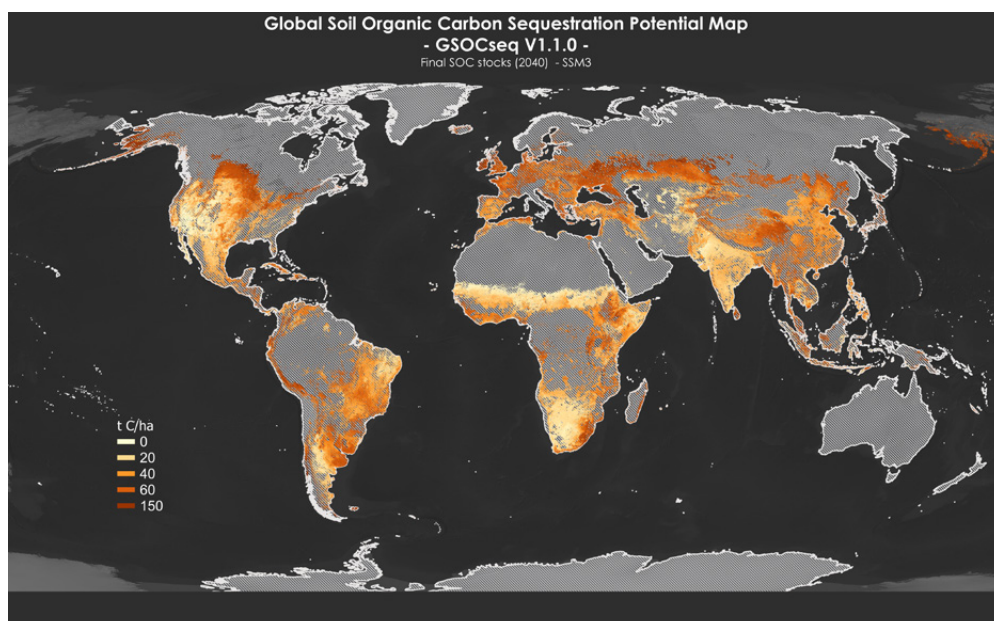 Global Soil Organic Carbon Sequestration Potential Map
- GSOCseq V1.1.0 -
Final SOC stocks (2040) - SSM3
t C/ha
0
20
40
60
150